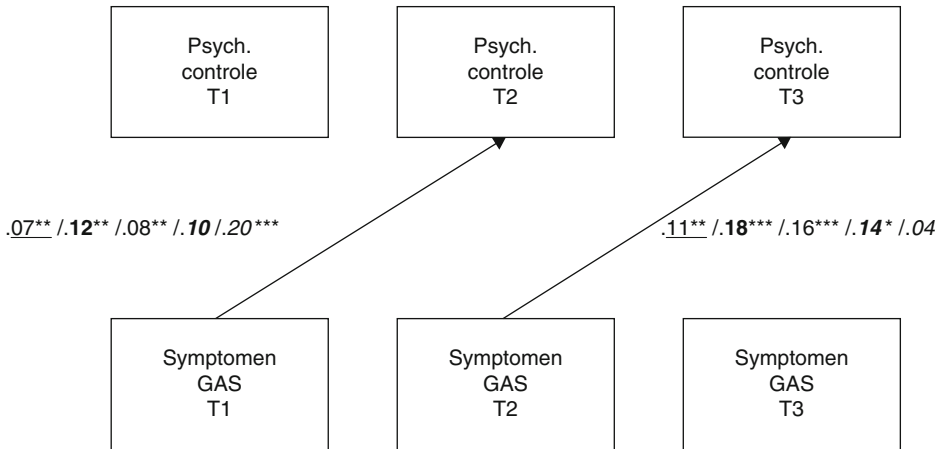 Psych.
controle
T1
Psych.
controle
T2
Psych.
controle
T3
.07** /.12** /.08** /.10 /.20***
.11** /.18*** /.16*** /.14* /.04
Symptomen
GAS
T1
Symptomen
GAS
T2
Symptomen
GAS
T3